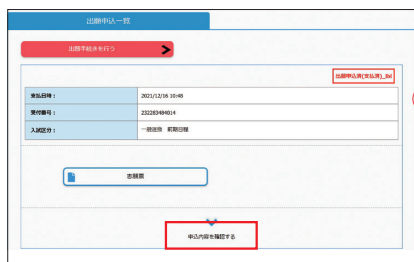 出願申込一覧
出願手続きを行う
出願申込済(支払済)_lbl
支払日時： 2021/12/16 10:48
受付番号： 232283484014
入試区分： 一般選抜 前期日程
志願票
申込内容を確認する